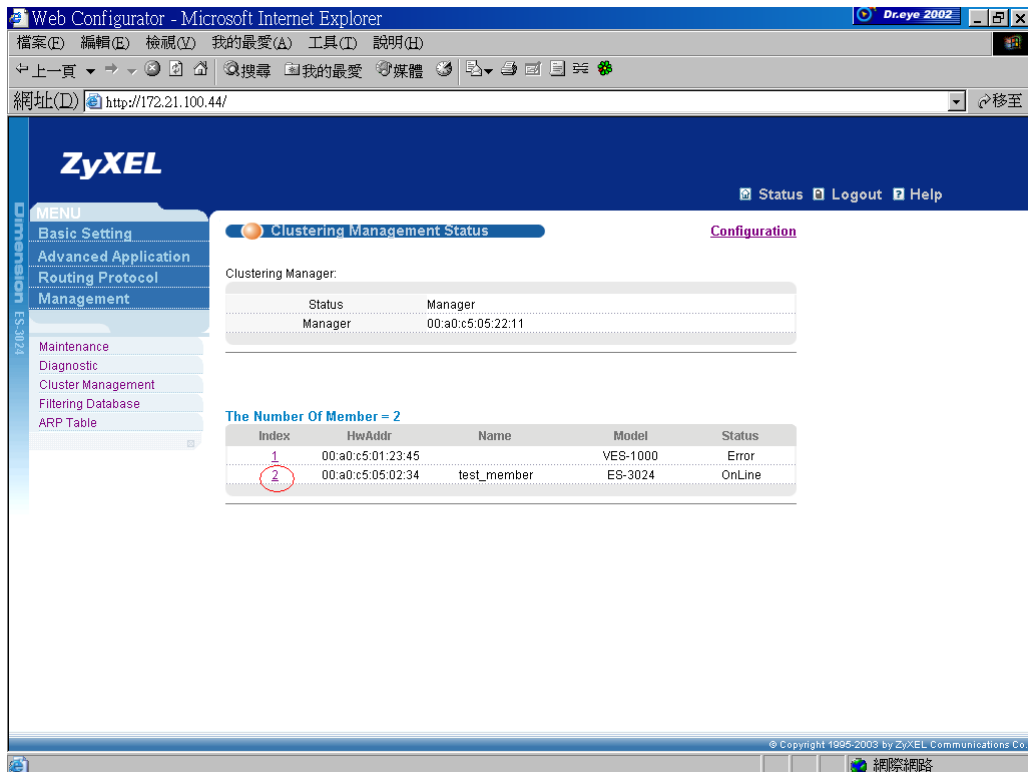 Web Configurator - Microsoft Internet Explorer
Dr.eye 2002
檔案(F) 編輯(E) 檢視(V) 我的最愛(A) 工具(T) 說明(H)
上一頁 搜尋 我的最愛 媒體
網址(D) http://172.21.100.44/ 移至
ZyXEL
Status Logout Help
Dimension ES-3024
MENU
Basic Setting
Advanced Application
Routing Protocol
Management
Maintenance
Diagnostic
Cluster Management
Filtering Database
ARP Table
Clustering Management Status Configuration
Clustering Manager:
Status Manager
Manager 00:a0:c5:05:22:11
The Number Of Member = 2
Index HwAddr Name Model Status
1 00:a0:c5:01:23:45 VES-1000 Error
2 00:a0:c5:05:02:34 test_member ES-3024 OnLine
© Copyright 1995-2003 by ZyXEL Communications Co.
網際網路